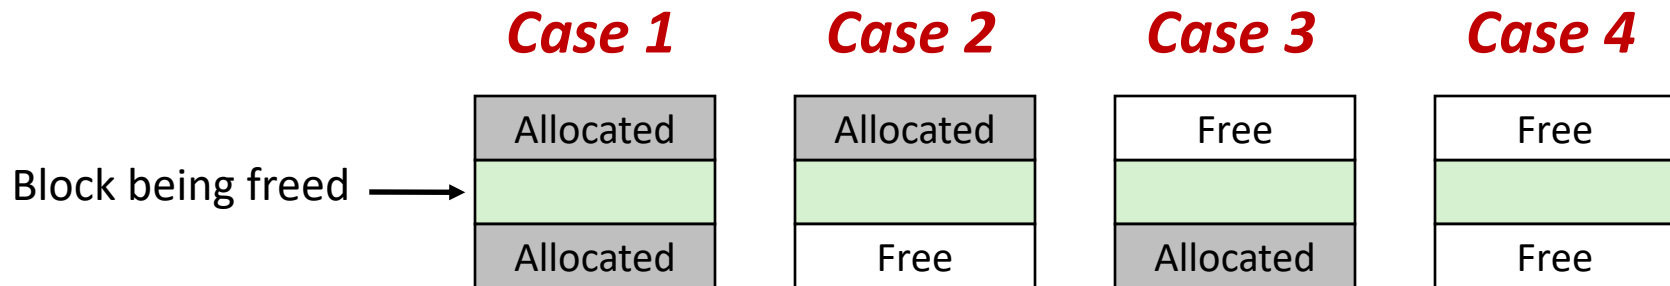 Case 1 Case 2 Case 3 Case 4
Allocated Allocated Free Free
Block being freed
Allocated Free Allocated Free